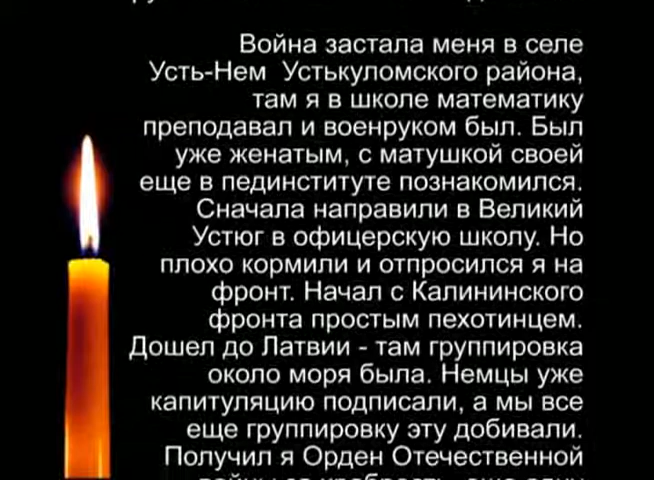 Война застала меня в селе
Усть-Нем Устькуломского района,
там я в школе математику
преподавал и военруком был. Был
уже женатым, с матушкой своей
еще в пединституте познакомился.
Сначала направили в Великий
Устюг в офицерскую школу. Но
плохо кормили и отпросился я на
фронт. Начал с Калининского
фронта простым пехотинцем.
Дошел до Латвии - там группировка
около моря была. Немцы уже
капитуляцию подписали, а мы все
еще группировку эту добивали.
Получил я Орден Отечественной